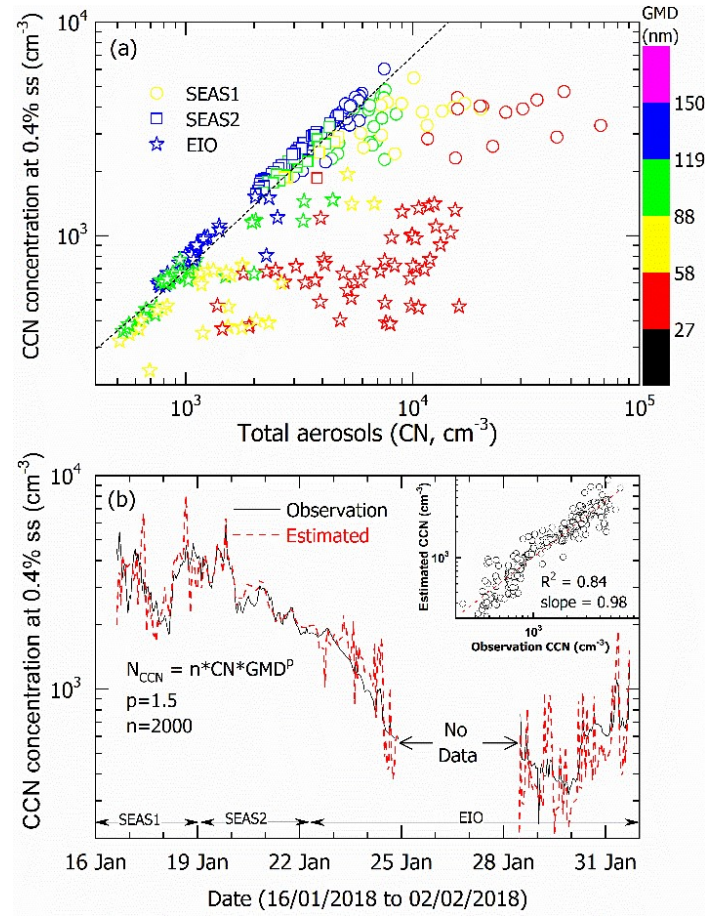 (a)
GMD
(nm)
SEAS1
SEAS2
EIO
10⁴
10³
CCN concentration at 0.4% ss (cm⁻³)
150
119
88
58
27
10³
10⁴
10⁵
Total aerosols (CN, cm⁻³)
(b)
Observation
Estimated
10⁴
10³
CCN concentration at 0.4% ss (cm⁻³)
Estimated CCN (cm⁻³)
10³
R² = 0.84
slope = 0.98
10³
Observation CCN (cm⁻³)
N_CCN = n*CN*GMD^p
p=1.5
n=2000
No
Data
SEAS1
SEAS2
EIO
16 Jan
19 Jan
22 Jan
25 Jan
28 Jan
31 Jan
Date (16/01/2018 to 02/02/2018)